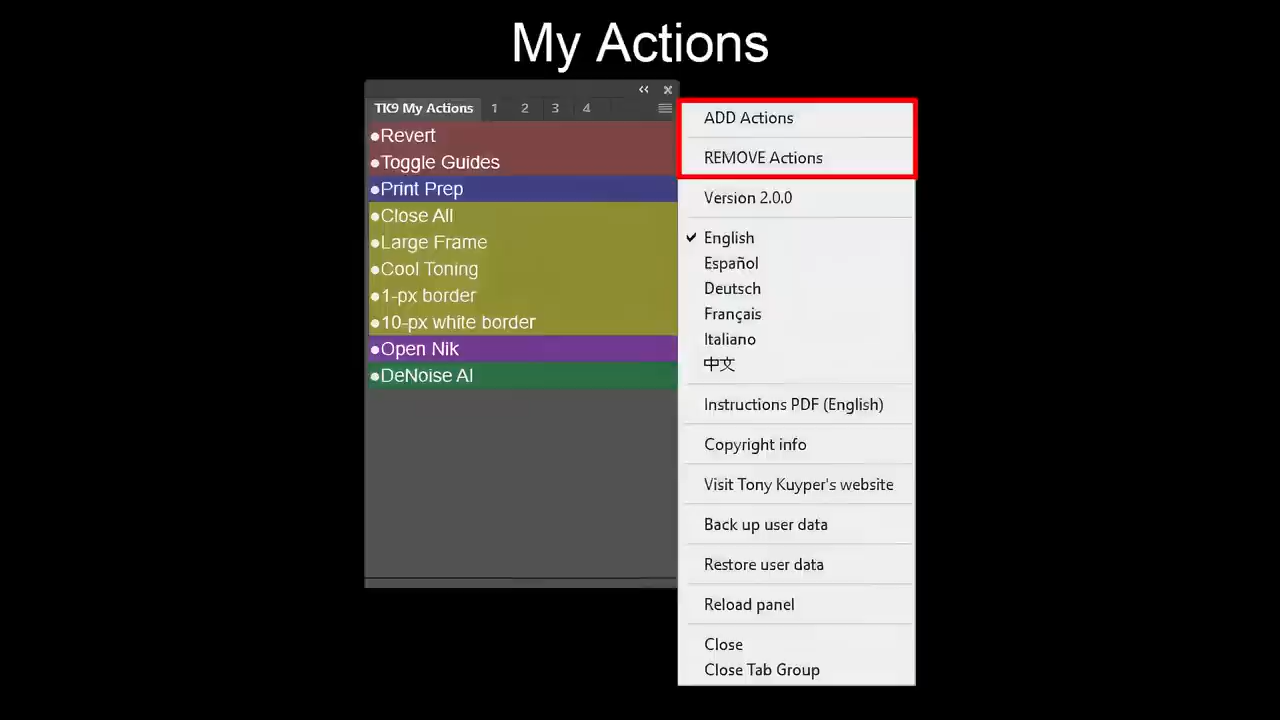 My Actions
TK9 My Actions 1 2 3 4
Revert
Toggle Guides
Print Prep
Close All
Large Frame
Cool Toning
1-px border
10-px white border
Open Nik
DeNoise AI
ADD Actions
REMOVE Actions
Version 2.0.0
English
Español
Deutsch
Français
Italiano
中文
Instructions PDF (English)
Copyright info
Visit Tony Kuyper's website
Back up user data
Restore user data
Reload panel
Close
Close Tab Group